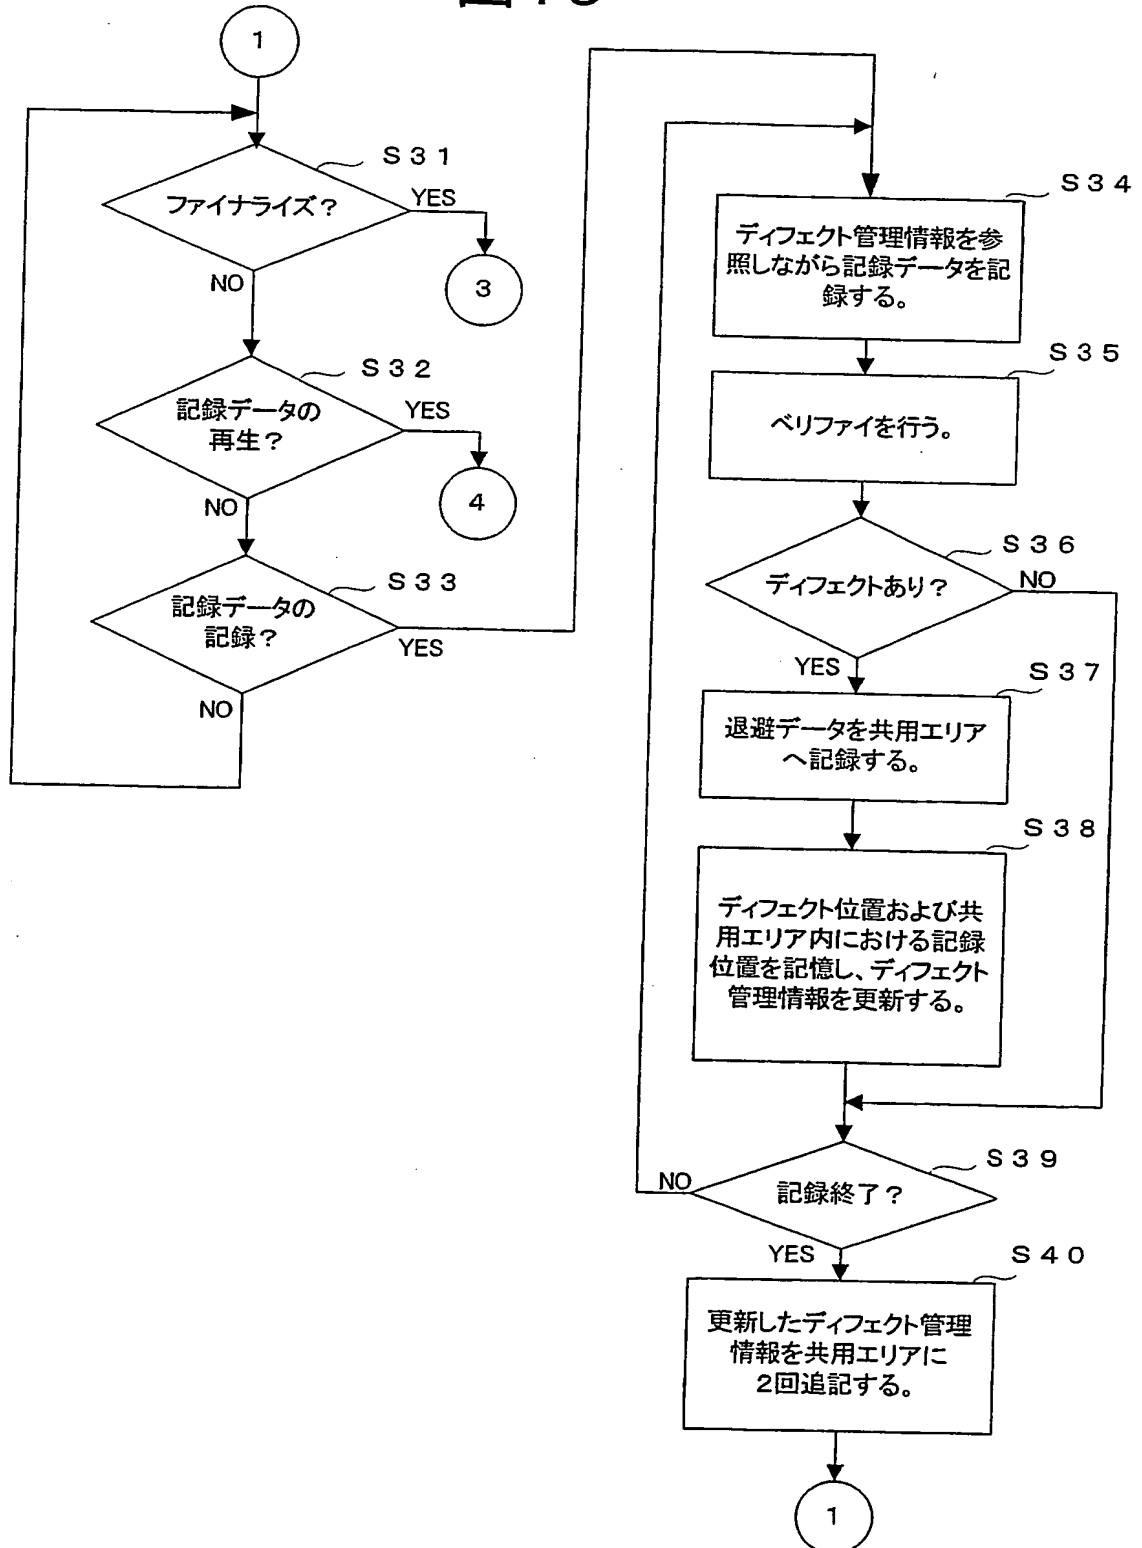 1
S31
ファイナライズ?
YES
3
NO
S32
記録データの
再生?
YES
4
NO
S33
記録データの
記録?
YES
NO
S34
ディフェクト管理情報を参
照しながら記録データを記
録する。
S35
ベリファイを行う。
S36
ディフェクトあり?
NO
YES
S37
退避データを共用エリア
へ記録する。
S38
ディフェクト位置および共
用エリア内における記録
位置を記憶し、ディフェクト
管理情報を更新する。
S39
記録終了?
NO
YES
S40
更新したディフェクト管理
情報を共用エリアに
2回追記する。
1